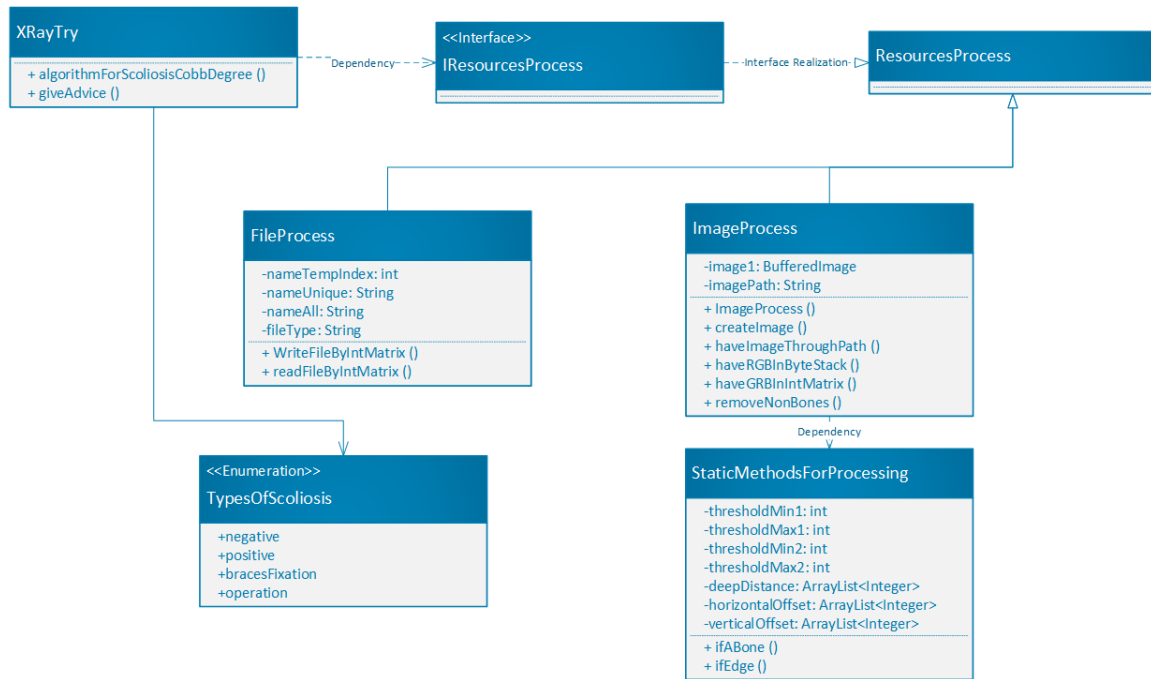 XRayTry
+ algorithmForScoliosisCobbDegree ()
+ giveAdvice ()
Dependency
<<Interface>>
IResourcesProcess
Interface Realization
ResourcesProcess
FileProcess
-nameTempIndex: int
-nameUnique: String
-nameAll: String
-fileType: String
+ WriteFileByIntMatrix ()
+ readFileByIntMatrix ()
ImageProcess
-image1: BufferedImage
-imagePath: String
+ ImageProcess ()
+ createImage ()
+ haveImageThroughPath ()
+ haveRGBInByteStack ()
+ haveGRBInIntMatrix ()
+ removeNonBones ()
Dependency
<<Enumeration>>
TypesOfScoliosis
+negative
+positive
+bracesFixation
+operation
StaticMethodsForProcessing
-thresholdMin1: int
-thresholdMax1: int
-thresholdMin2: int
-thresholdMax2: int
-deepDistance: ArrayList<Integer>
-horizontalOffset: ArrayList<Integer>
-verticalOffset: ArrayList<Integer>
+ ifABone ()
+ ifEdge ()